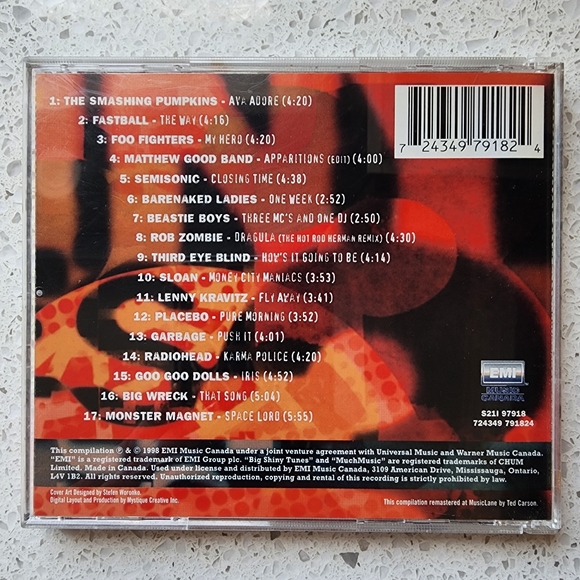 1: THE SMASHING PUMPKINS - AVA ADORE (4:20)
2: FASTBALL - THE WAY (4:16)
3: FOO FIGHTERS - MY HERO (4:20)
4: MATTHEW GOOD BAND - APPARITIONS (EDIT) (4:00)
5: SEMISONIC - CLOSING TIME (4:38)
6: BARENAKED LADIES - ONE WEEK (2:52)
7: BEASTIE BOYS - THREE MC'S AND ONE DJ (2:50)
8: ROB ZOMBIE - DRAGULA (THE HOT ROD HERMAN REMIX) (4:30)
9: THIRD EYE BLIND - HOW'S IT GOING TO BE (4:14)
10: SLOAN - MONEY CITY MANIACS (3:53)
11: LENNY KRAVITZ - FLY AWAY (3:41)
12: PLACEBO - PURE MORNING (3:52)
13: GARBAGE - PUSH IT (4:01)
14: RADIOHEAD - KARMA POLICE (4:20)
15: GOO GOO DOLLS - IRIS (4:52)
16: BIG WRECK - THAT SONG (5:04)
17: MONSTER MAGNET - SPACE LORD (5:55)
7 24349 79182 4
EMI
MUSIC
CANADA
S21I 97918
724349 791824
This compilation ℗ & © 1998 EMI Music Canada under a joint venture agreement with Universal Music and Warner Music Canada.
"EMI" is a registered trademark of EMI Group plc. "Big Shiny Tunes" and "MuchMusic" are registered trademarks of CHUM
Limited. Made in Canada. Used under license and distributed by EMI Music Canada, 3109 American Drive, Mississauga, Ontario,
L4V 1B2. All rights reserved. Unauthorized reproduction, copying and rental of this recording is strictly prohibited by law.
Cover Art Designed by Stefen Woronko.
Digital Layout and Production by Mystique Creative Inc.
This compilation remastered at MusicLane by Ted Carson.